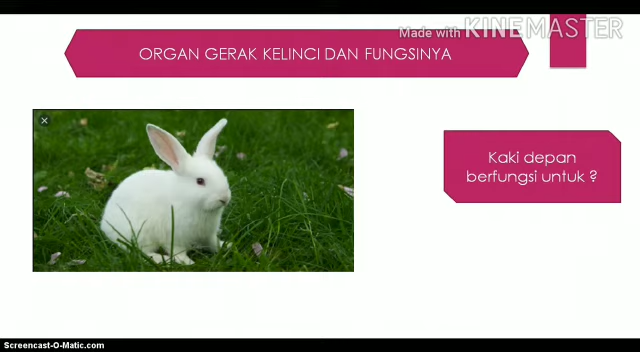 Made with KINEMASTER
ORGAN GERAK KELINCI DAN FUNGSINYA
Kaki depan
berfungsi untuk ?
Screencast-O-Matic.com